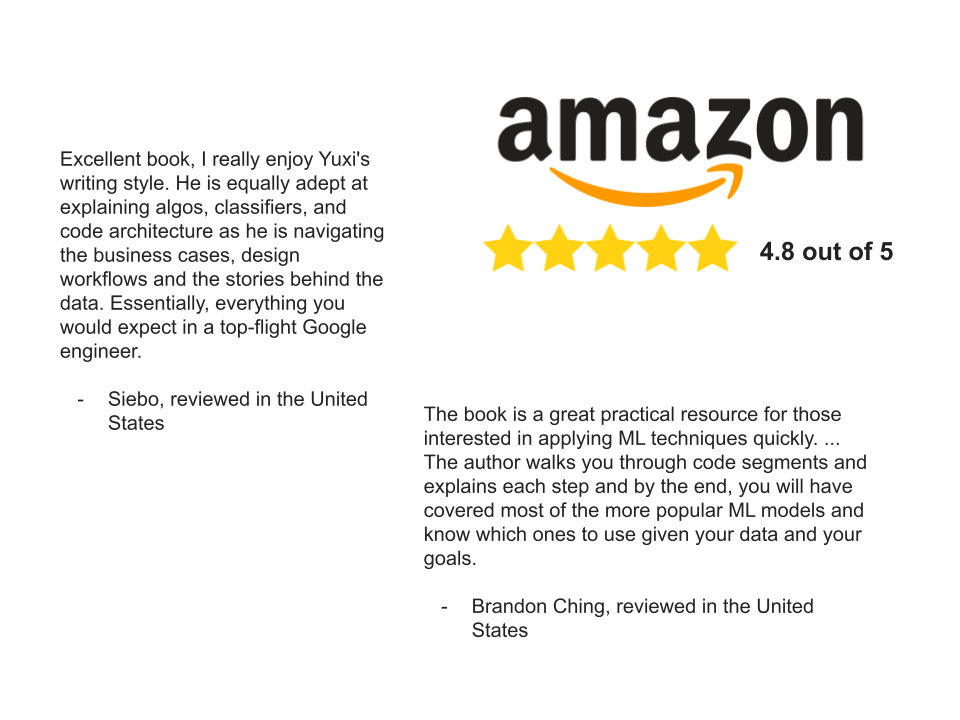 Excellent book, I really enjoy Yuxi's
writing style. He is equally adept at
explaining algos, classifiers, and
code architecture as he is navigating
the business cases, design
workflows and the stories behind the
data. Essentially, everything you
would expect in a top-flight Google
engineer.
- Siebo, reviewed in the United
States
amazon
4.8 out of 5
The book is a great practical resource for those
interested in applying ML techniques quickly. ...
The author walks you through code segments and
explains each step and by the end, you will have
covered most of the more popular ML models and
know which ones to use given your data and your
goals.
- Brandon Ching, reviewed in the United
States